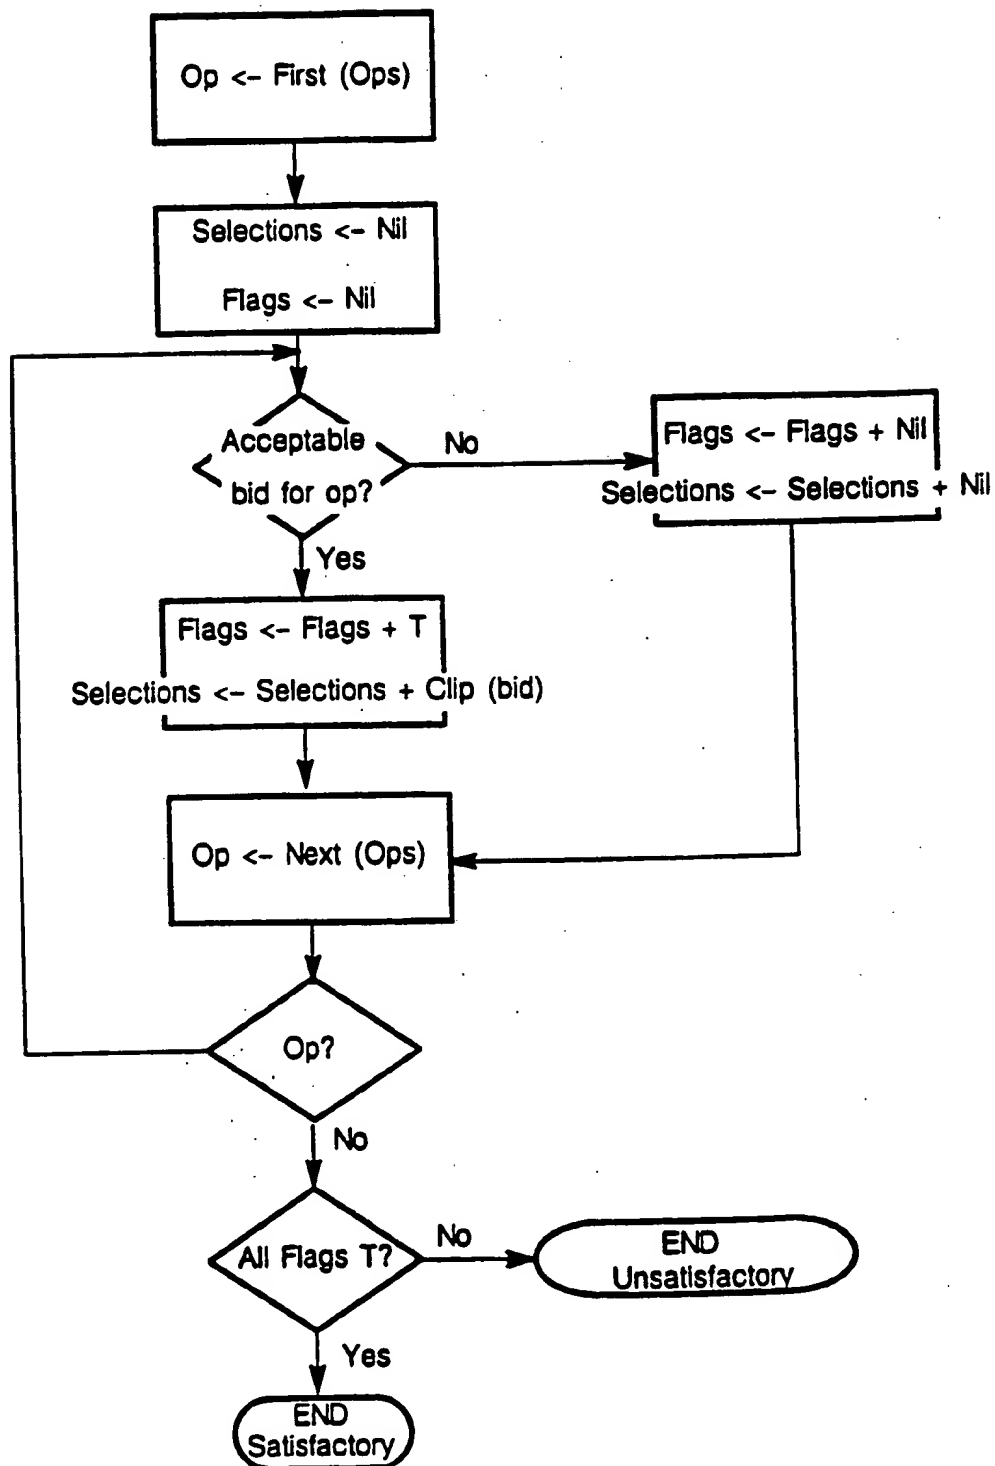 Op <- First (Ops)
Selections <- Nil
Flags <- Nil
Acceptable
bid for op?
No
Flags <- Flags + Nil
Selections <- Selections + Nil
Yes
Flags <- Flags + T
Selections <- Selections + Clip (bid)
Op <- Next (Ops)
Op?
No
All Flags T?
No
END
Unsatisfactory
Yes
END
Satisfactory